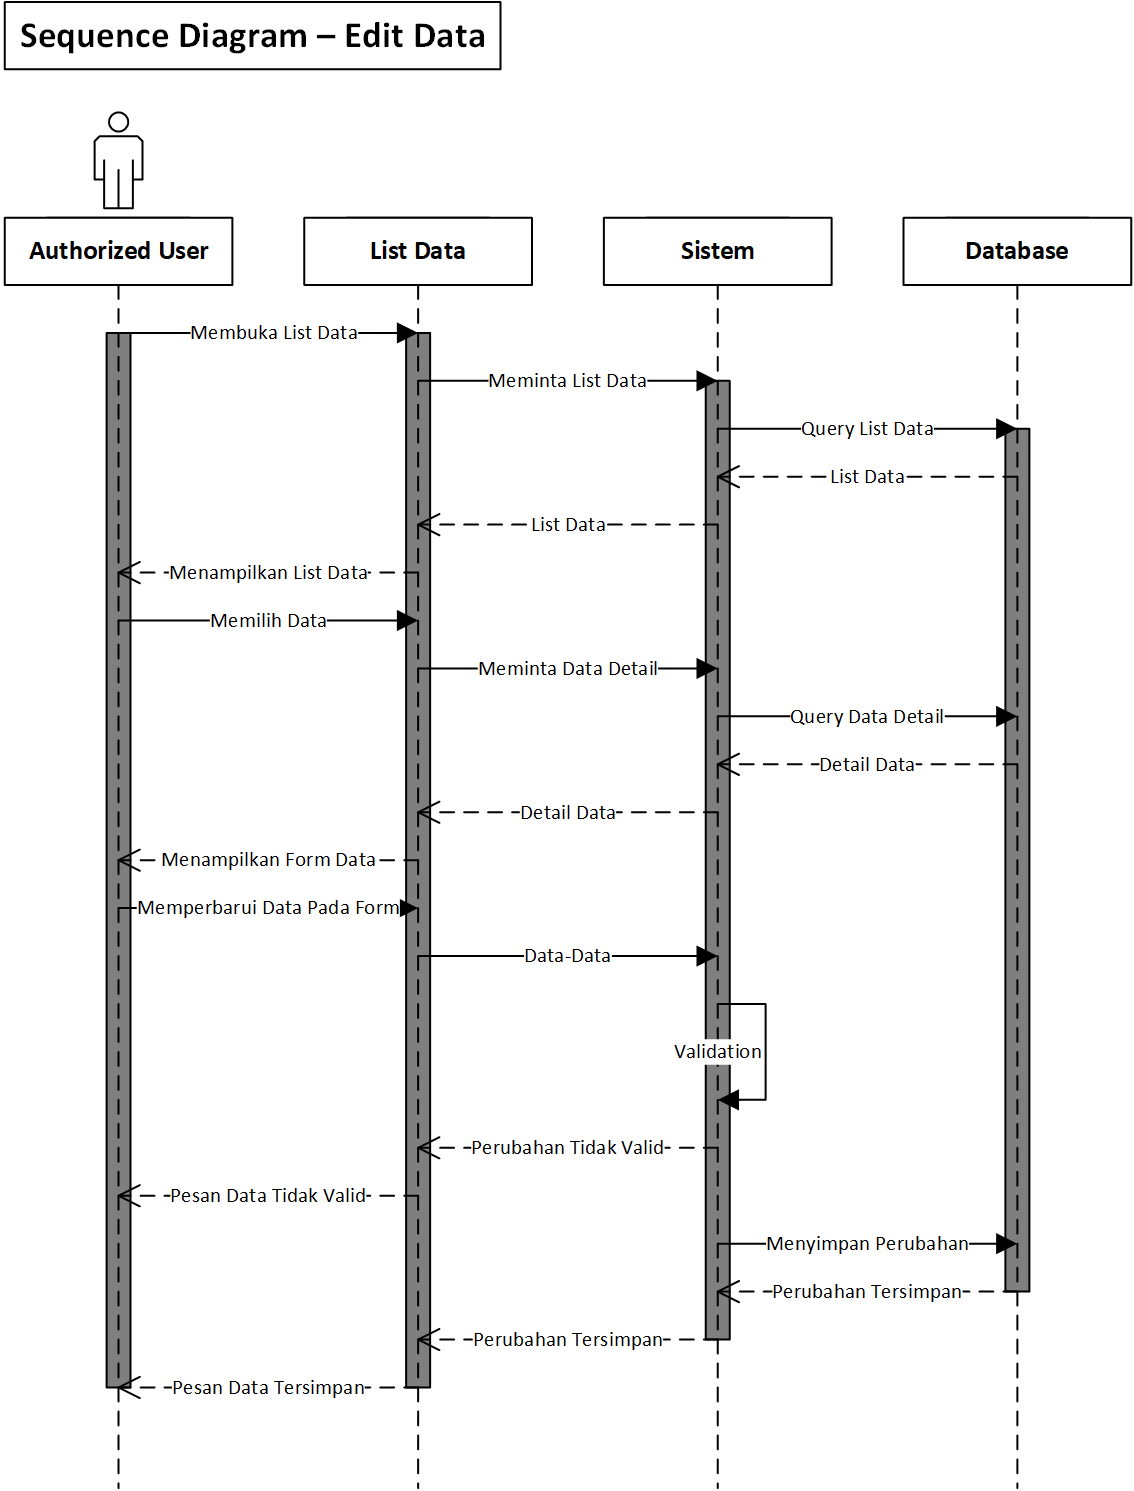 Sequence Diagram – Edit Data
Authorized User
List Data
Sistem
Database
Membuka List Data
Meminta List Data
Query List Data
List Data
List Data
Menampilkan List Data
Memilih Data
Meminta Data Detail
Query Data Detail
Detail Data
Detail Data
Menampilkan Form Data
Memperbarui Data Pada Form
Data-Data
Validation
Perubahan Tidak Valid
Pesan Data Tidak Valid
Menyimpan Perubahan
Perubahan Tersimpan
Perubahan Tersimpan
Pesan Data Tersimpan